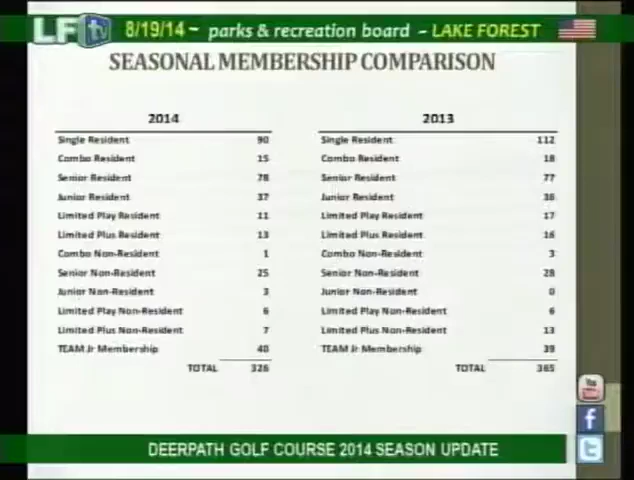 LF tv 8/19/14 ~ parks & recreation board ~ LAKE FOREST
SEASONAL MEMBERSHIP COMPARISON
2014 2013
Single Resident 90 Single Resident 112
Combo Resident 15 Combo Resident 18
Senior Resident 78 Senior Resident 77
Junior Resident 37 Junior Resident 36
Limited Play Resident 11 Limited Play Resident 17
Limited Plus Resident 13 Limited Plus Resident 16
Combo Non-Resident 1 Combo Non-Resident 3
Senior Non-Resident 25 Senior Non-Resident 28
Junior Non-Resident 3 Junior Non-Resident 0
Limited Play Non-Resident 6 Limited Play Non-Resident 6
Limited Plus Non-Resident 7 Limited Plus Non-Resident 13
TEAM Jr Membership 40 TEAM Jr Membership 39
TOTAL 326 TOTAL 365
You Tube
f
t
DEERPATH GOLF COURSE 2014 SEASON UPDATE